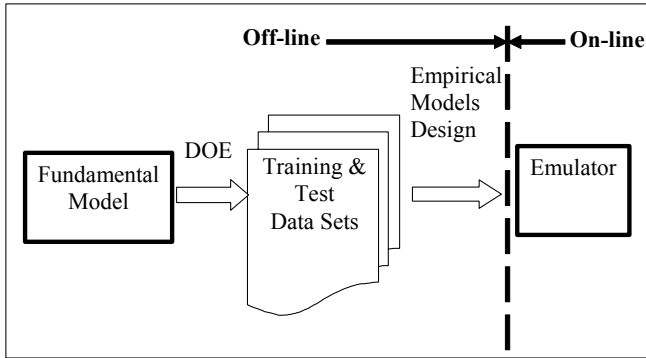 Off-line
On-line
Empirical
Models
Design
DOE
Fundamental
Model
Training &
Test
Data Sets
Emulator